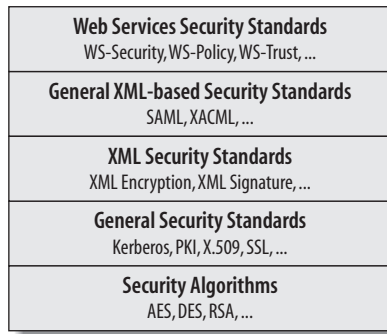 Web Services Security Standards
WS-Security, WS-Policy, WS-Trust, ...
General XML-based Security Standards
SAML, XACML, ...
XML Security Standards
XML Encryption, XML Signature, ...
General Security Standards
Kerberos, PKI, X.509, SSL, ...
Security Algorithms
AES, DES, RSA, ...